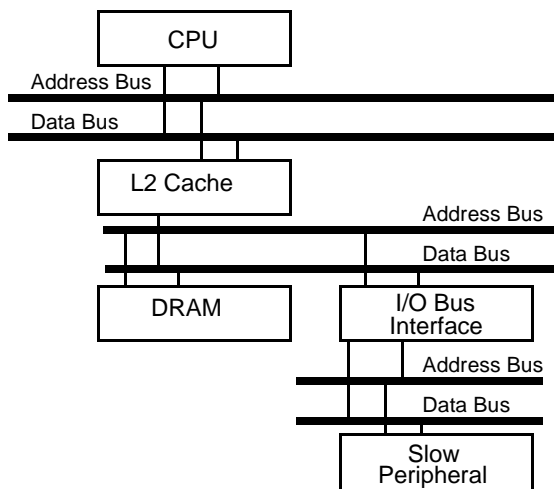 CPU
Address Bus
Data Bus
L2 Cache
Address Bus
Data Bus
DRAM
I/O Bus
Interface
Address Bus
Data Bus
Slow
Peripheral